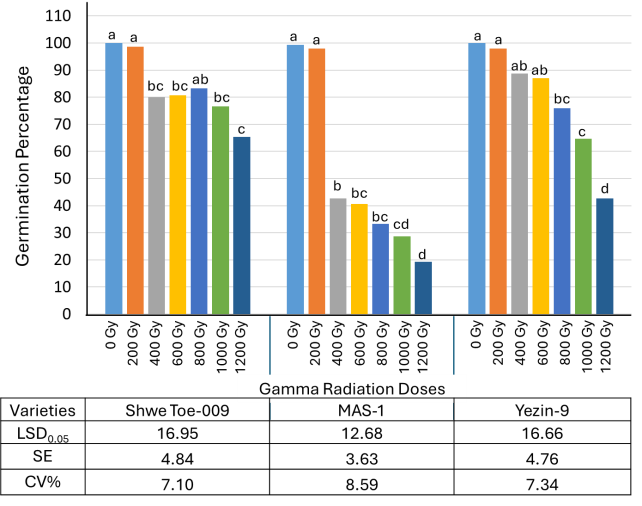 Germination Percentage
110
100
90
80
70
60
50
40
30
20
10
0
a a bc bc ab bc c
a a b bc bc cd d
a a ab ab bc c d
0 Gy 200 Gy 400 Gy 600 Gy 800 Gy 1000 Gy 1200 Gy
0 Gy 200 Gy 400 Gy 600 Gy 800 Gy 1000 Gy 1200 Gy
0 Gy 200 Gy 400 Gy 600 Gy 800 Gy 1000 Gy 1200 Gy
Gamma Radiation Doses
Varieties Shwe Toe-009 MAS-1 Yezin-9
LSD0.05 16.95 12.68 16.66
SE 4.84 3.63 4.76
CV% 7.10 8.59 7.34